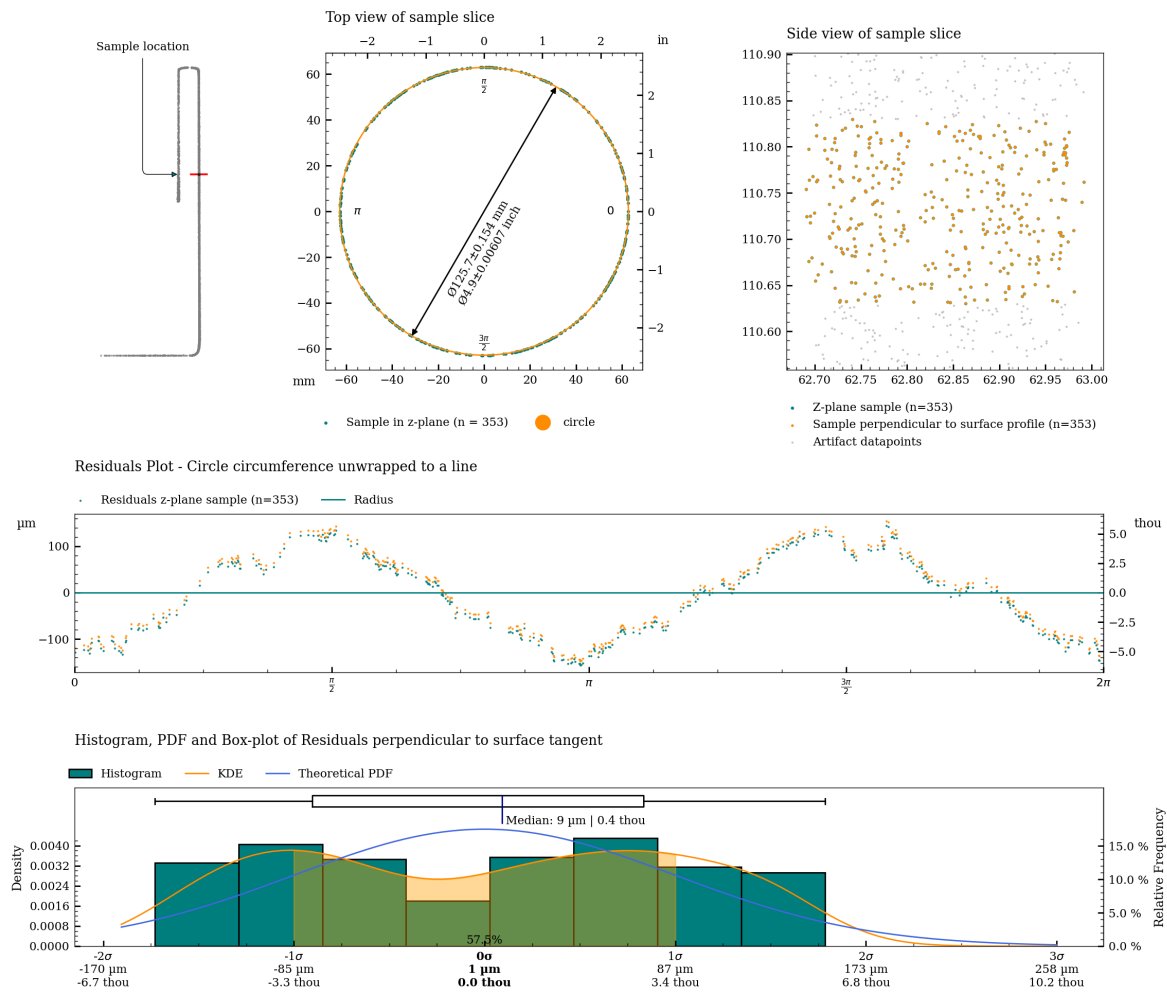 Top view of sample slice
Side view of sample slice
Sample location
−2 −1 0 1 2 in
60
40
20
0
−20
−40
−60
2
1
0
−1
−2
π/2
π
0
3π/2
Ø125.7±0.154 mm
Ø4.9±0.00607 inch
mm −60 −40 −20 0 20 40 60
Sample in z-plane (n = 353) circle
110.90
110.85
110.80
110.75
110.70
110.65
110.60
62.70 62.75 62.80 62.85 62.90 62.95 63.00
Z-plane sample (n=353)
Sample perpendicular to surface profile (n=353)
Artifact datapoints
Residuals Plot - Circle circumference unwrapped to a line
Residuals z-plane sample (n=353) Radius
µm thou
100
0
−100
5.0
2.5
0.0
−2.5
−5.0
0 π/2 π 3π/2 2π
Histogram, PDF and Box-plot of Residuals perpendicular to surface tangent
Histogram KDE Theoretical PDF
Median: 9 µm | 0.4 thou
Density
0.0040
0.0032
0.0024
0.0016
0.0008
0.0000
57.5%
Relative Frequency
15.0 %
10.0 %
5.0 %
0.0 %
-2σ -1σ 0σ 1σ 2σ 3σ
-170 µm -85 µm 1 µm 87 µm 173 µm 258 µm
-6.7 thou -3.3 thou 0.0 thou 3.4 thou 6.8 thou 10.2 thou